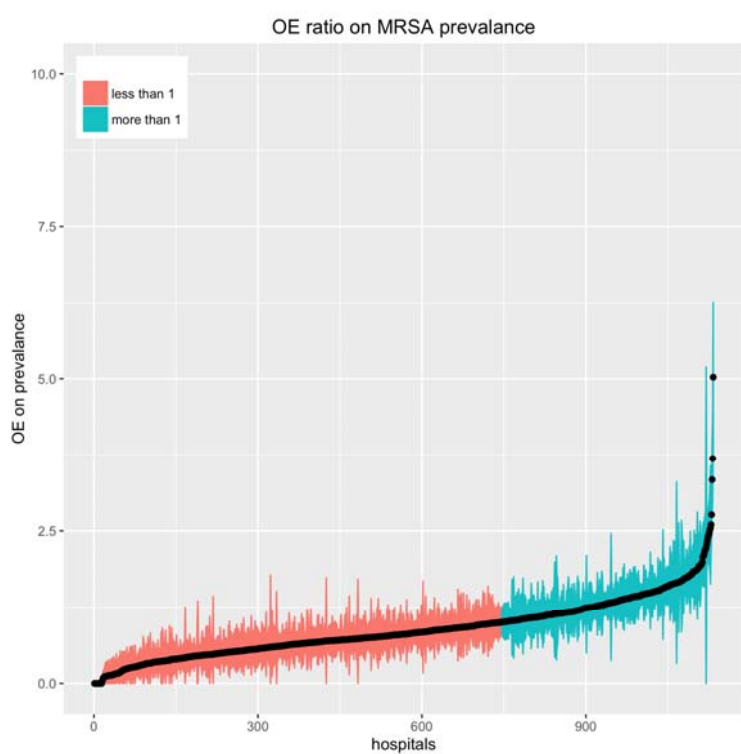 OE ratio on MRSA prevalance
10.0
less than 1
more than 1
7.5
OE on prevalance
5.0
2.5
0.0
0
300
600
900
hospitals